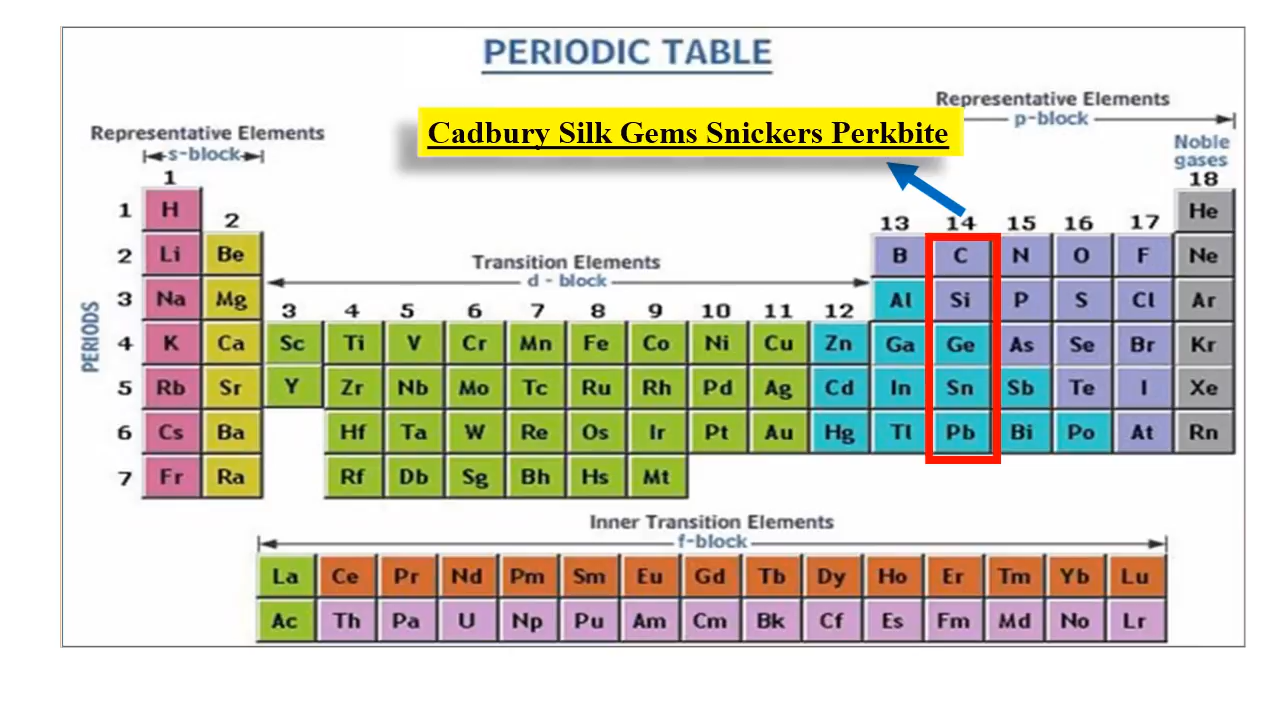 PERIODIC TABLE
Representative Elements
p-block
Cadbury Silk Gems Snickers Perkbite
Representative Elements
s-block
Noble
gases
1 18
1 H He
2 13 14 15 16 17
2 Li Be B C N O F Ne
Transition Elements
d - block
3 Na Mg 3 4 5 6 7 8 9 10 11 12 Al Si P S Cl Ar
PERIODS
4 K Ca Sc Ti V Cr Mn Fe Co Ni Cu Zn Ga Ge As Se Br Kr
5 Rb Sr Y Zr Nb Mo Tc Ru Rh Pd Ag Cd In Sn Sb Te I Xe
6 Cs Ba Hf Ta W Re Os Ir Pt Au Hg Tl Pb Bi Po At Rn
7 Fr Ra Rf Db Sg Bh Hs Mt
Inner Transition Elements
f-block
La Ce Pr Nd Pm Sm Eu Gd Tb Dy Ho Er Tm Yb Lu
Ac Th Pa U Np Pu Am Cm Bk Cf Es Fm Md No Lr